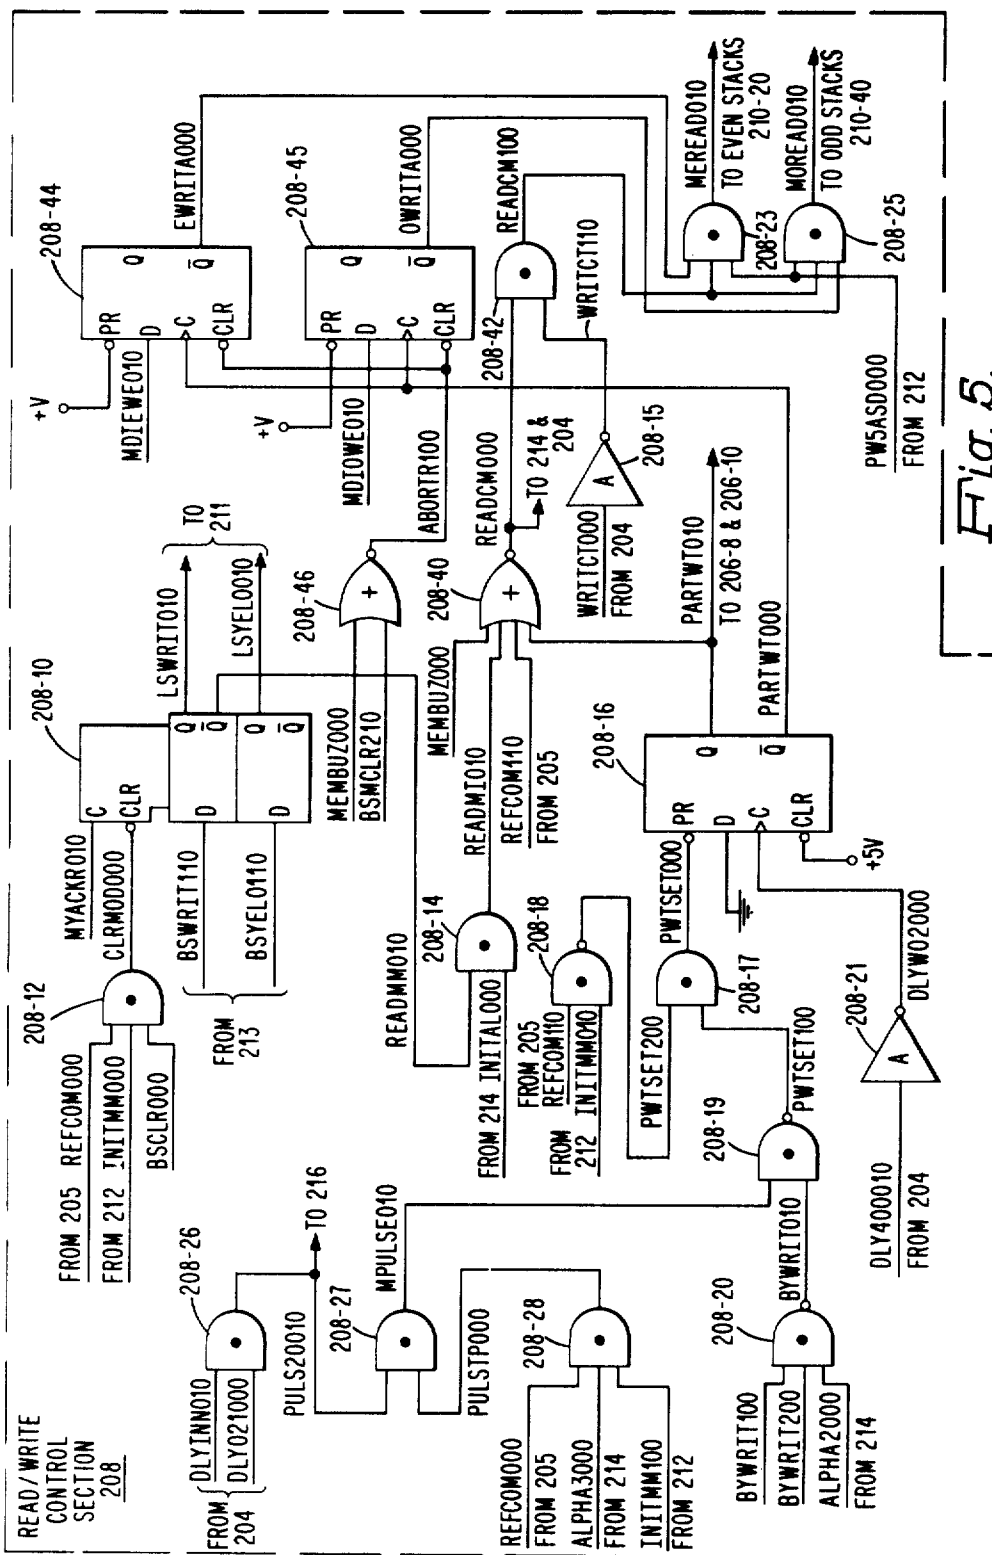 READ/WRITE
CONTROL
SECTION
208
FROM 205 REFCOM000
FROM 212 INITMM000
BSCLR000
208-12
MYACKR010
CLRMOD000
C
CLR
208-10
BSWRIT110
BSYEL0110
FROM
213
D
D
Q
Q̅
Q
Q̅
LSWRIT010
LSYEL0010
TO
211
+V
MDIEWE010
PR
D
C
CLR
Q
Q̅
208-44
EWRITA000
+V
MDIOWE010
PR
D
C
CLR
Q
Q̅
208-45
OWRITA000
MEMBUZ000
BSMCLR210
+
208-46
ABORTR100
DLYINN010
DLYO21000
FROM
204
208-26
PULS20010
TO 216
208-27
MPULSE010
PULSTP000
REFCOM000
FROM 205
ALPHA3000
FROM 214
INITMM100
FROM 212
208-28
READMM010
FROM 214 INITAL000
208-14
READMI010
MEMBUZ000
REFCOM110
FROM 205
+
208-40
READCM000
TO 214 &
204
208-42
READCM100
WRITCT110
WRITCT000
FROM 204
A
208-15
FROM 205
REFCOM110
FROM
212 INITMM010
208-18
PWTSET200
208-17
PWTSET000
PWTSET100
208-19
BYWRIT100
BYWRIT200
ALPHA2000
FROM 214
208-20
BYWRIT010
DLY400010
FROM 204
A
208-21
DLYW02000
PR
D
C
CLR
Q
Q̅
+5V
208-16
PARTWT010
TO 206-8 & 206-10
PARTWT000
PW5ASD000
FROM 212
208-23
MEREAD010
TO EVEN STACKS
210-20
208-25
MOREAD010
TO ODD STACKS
210-40
Fig. 5.